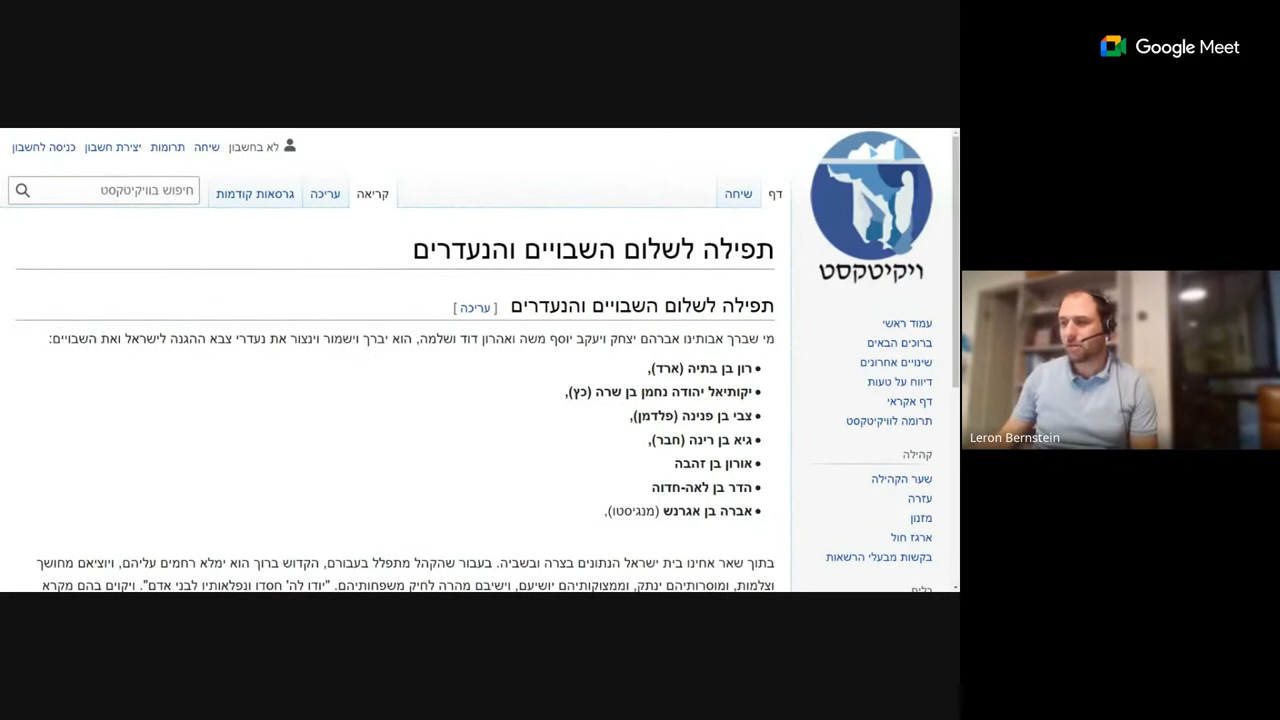 Google Meet
לא בחשבון
שיחה
תרומות
יצירת חשבון
כניסה לחשבון
דף
שיחה
קריאה
עריכה
גרסאות קודמות
חיפוש בוויקיטקסט
ויקיטקסט
תפילה לשלום השבויים והנעדרים
תפילה לשלום השבויים והנעדרים [ עריכה ]
מי שברך אבותינו אברהם יצחק ויעקב יוסף משה ואהרון דוד ושלמה, הוא יברך וישמור וינצור את נעדרי צבא ההגנה לישראל ואת השבויים:
• רון בן בתיה (ארד),
• יקותיאל יהודה נחמן בן שרה (כץ),
• צבי בן פנינה (פלדמן),
• גיא בן רינה (חבר),
• אורון בן זהבה
• הדר בן לאה-חדוה
• אברה בן אגרנש (מנגיסטו),
בתוך שאר אחינו בית ישראל הנתונים בצרה ובשביה. בעבור שהקהל מתפלל בעבורם, הקדוש ברוך הוא ימלא רחמים עליהם, ויוציאם מחושך
וצלמות, ומוסרותיהם ינתק, וממצוקותיהם יושיעם, וישיבם מהרה לחיק משפחותיהם. "יודו לה' חסדו ונפלאותיו לבני אדם". ויקוים בהם מקרא
עמוד ראשי
ברוכים הבאים
שינויים אחרונים
דיווח על טעות
דף אקראי
תרומה לוויקיטקסט
קהילה
שער הקהילה
עזרה
מזנון
ארגז חול
בקשות מבעלי הרשאות
כלים
Leron Bernstein